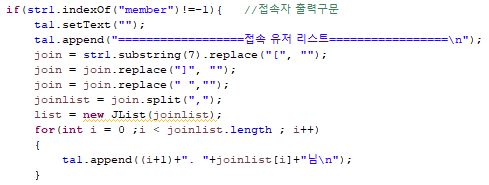 if(str1.indexOf("member")!=-1){   //접속자 출력구문
    ta1.setText("");
    ta1.append("==================접속 유저 리스트=================\n");
    join = str1.substring(7).replace("[", "");
    join = join.replace("]", "");
    join = join.replace(" ","");
    joinlist = join.split(",");
    list = new JList(joinlist);
    for(int i = 0 ;i < joinlist.length ; i++)
    {
        ta1.append((i+1)+". "+joinlist[i]+"님\n");
    }